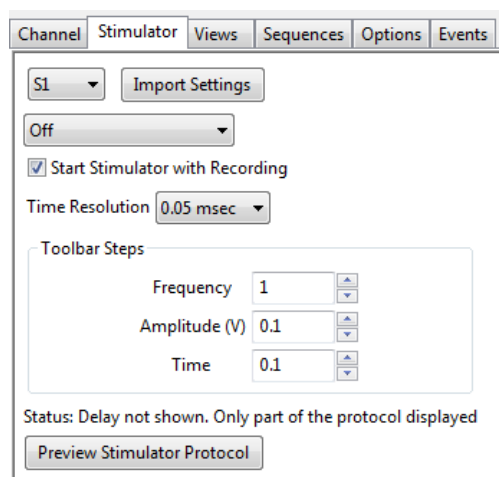 Channel Stimulator Views Sequences Options Events
S1 Import Settings
Off
Start Stimulator with Recording
Time Resolution 0.05 msec
Toolbar Steps
Frequency 1
Amplitude (V) 0.1
Time 0.1
Status: Delay not shown. Only part of the protocol displayed
Preview Stimulator Protocol